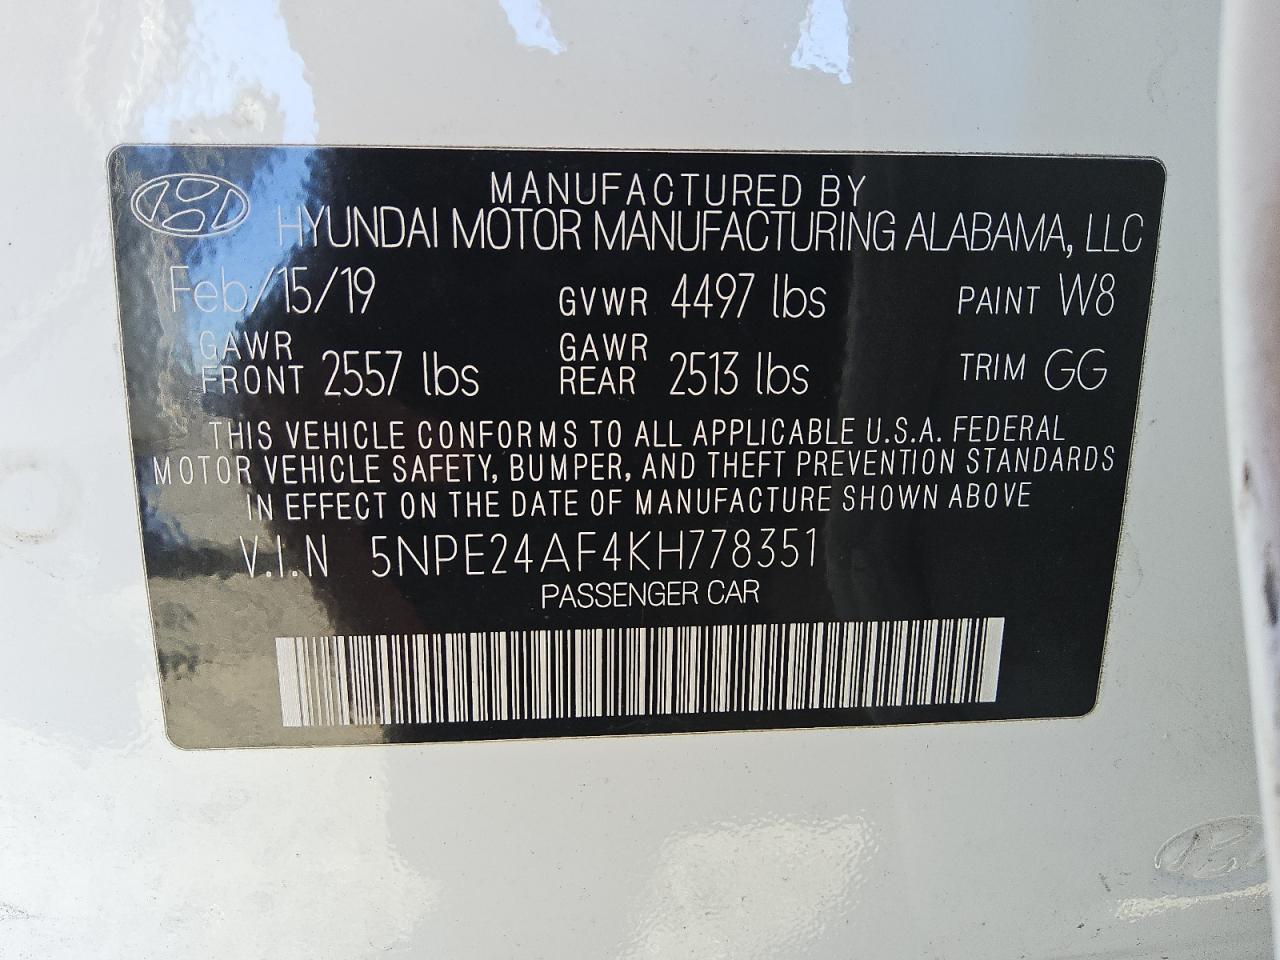 MANUFACTURED BY
HYUNDAI MOTOR MANUFACTURING ALABAMA, LLC
Feb/15/19 GVWR 4497 lbs PAINT W8
GAWR FRONT 2557 lbs GAWR REAR 2513 lbs TRIM GG
THIS VEHICLE CONFORMS TO ALL APPLICABLE U.S.A. FEDERAL
MOTOR VEHICLE SAFETY, BUMPER, AND THEFT PREVENTION STANDARDS
IN EFFECT ON THE DATE OF MANUFACTURE SHOWN ABOVE
V.I.N 5NPE24AF4KH778351
PASSENGER CAR